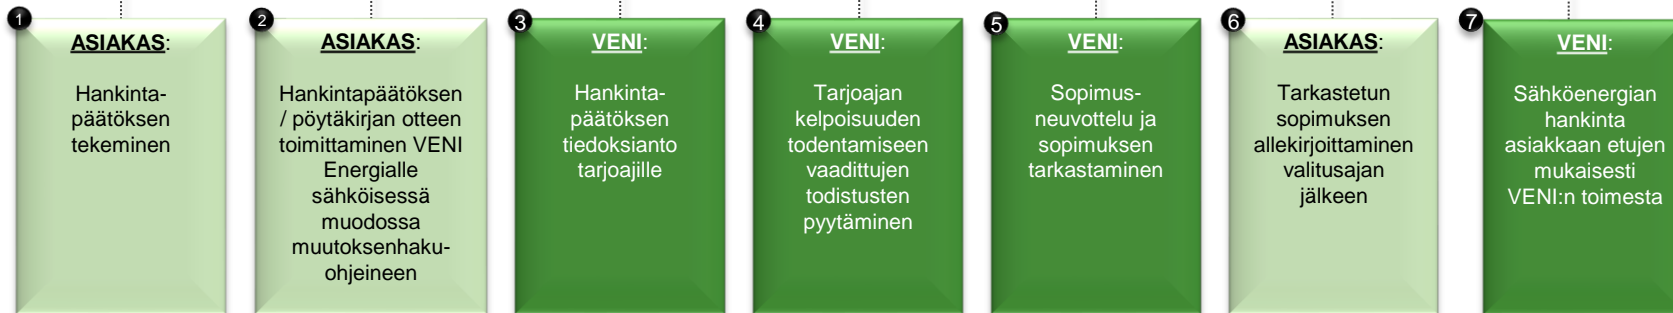 1
ASIAKAS:
Hankinta-
päätöksen
tekeminen
2
ASIAKAS:
Hankintapäätöksen
/ pöytäkirjan otteen
toimittaminen VENI
Energialle
sähköisessä
muodossa
muutoksenhaku-
ohjeineen
3
VENI:
Hankinta-
päätöksen
tiedoksianto
tarjoajille
4
VENI:
Tarjoajan
kelpoisuuden
todentamiseen
vaadittujen
todistusten
pyytäminen
5
VENI:
Sopimus-
neuvottelu ja
sopimuksen
tarkastaminen
6
ASIAKAS:
Tarkastetun
sopimuksen
allekirjoittaminen
valitusajan
jälkeen
7
VENI:
Sähköenergian
hankinta
asiakkaan etujen
mukaisesti
VENI:n toimesta